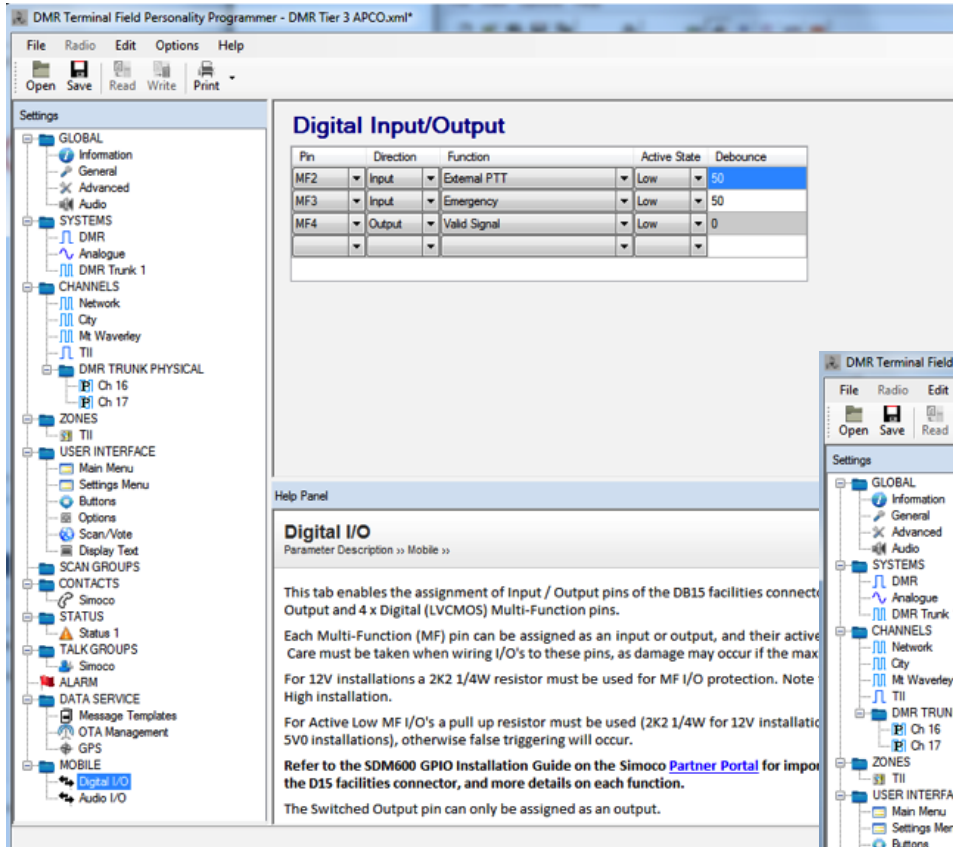 DMR Terminal Field Personality Programmer - DMR Tier 3 APCO.xml*
File Radio Edit Options Help
Open Save Read Write Print
Settings
GLOBAL
Information
General
Advanced
Audio
SYSTEMS
DMR
Analogue
DMR Trunk 1
CHANNELS
Network
City
Mt Waverley
TII
DMR TRUNK PHYSICAL
Ch 16
Ch 17
ZONES
TII
USER INTERFACE
Main Menu
Settings Menu
Buttons
Options
Scan/Vote
Display Text
SCAN GROUPS
CONTACTS
Simoco
STATUS
Status 1
TALK GROUPS
Simoco
ALARM
DATA SERVICE
Message Templates
OTA Management
GPS
MOBILE
Digital I/O
Audio I/O
Digital Input/Output
Pin Direction Function Active State Debounce
MF2 Input External PTT Low 50
MF3 Input Emergency Low 50
MF4 Output Valid Signal Low 0
Help Panel
Digital I/O
Parameter Description ›› Mobile ››
This tab enables the assignment of Input / Output pins of the DB15 facilities connecto
Output and 4 x Digital (LVCMOS) Multi-Function pins.
Each Multi-Function (MF) pin can be assigned as an input or output, and their active
Care must be taken when wiring I/O's to these pins, as damage may occur if the max
For 12V installations a 2K2 1/4W resistor must be used for MF I/O protection. Note
High installation.
For Active Low MF I/O's a pull up resistor must be used (2K2 1/4W for 12V installatio
5V0 installations), otherwise false triggering will occur.
Refer to the SDM600 GPIO Installation Guide on the Simoco Partner Portal for impor
the D15 facilities connector, and more details on each function.
The Switched Output pin can only be assigned as an output.
DMR Terminal Field
File Radio Edit
Open Save Read
Settings
GLOBAL
Information
General
Advanced
Audio
SYSTEMS
DMR
Analogue
DMR Trunk
CHANNELS
Network
City
Mt Waverley
TII
DMR TRUN
Ch 16
Ch 17
ZONES
TII
USER INTERFA
Main Menu
Settings Men
Buttons